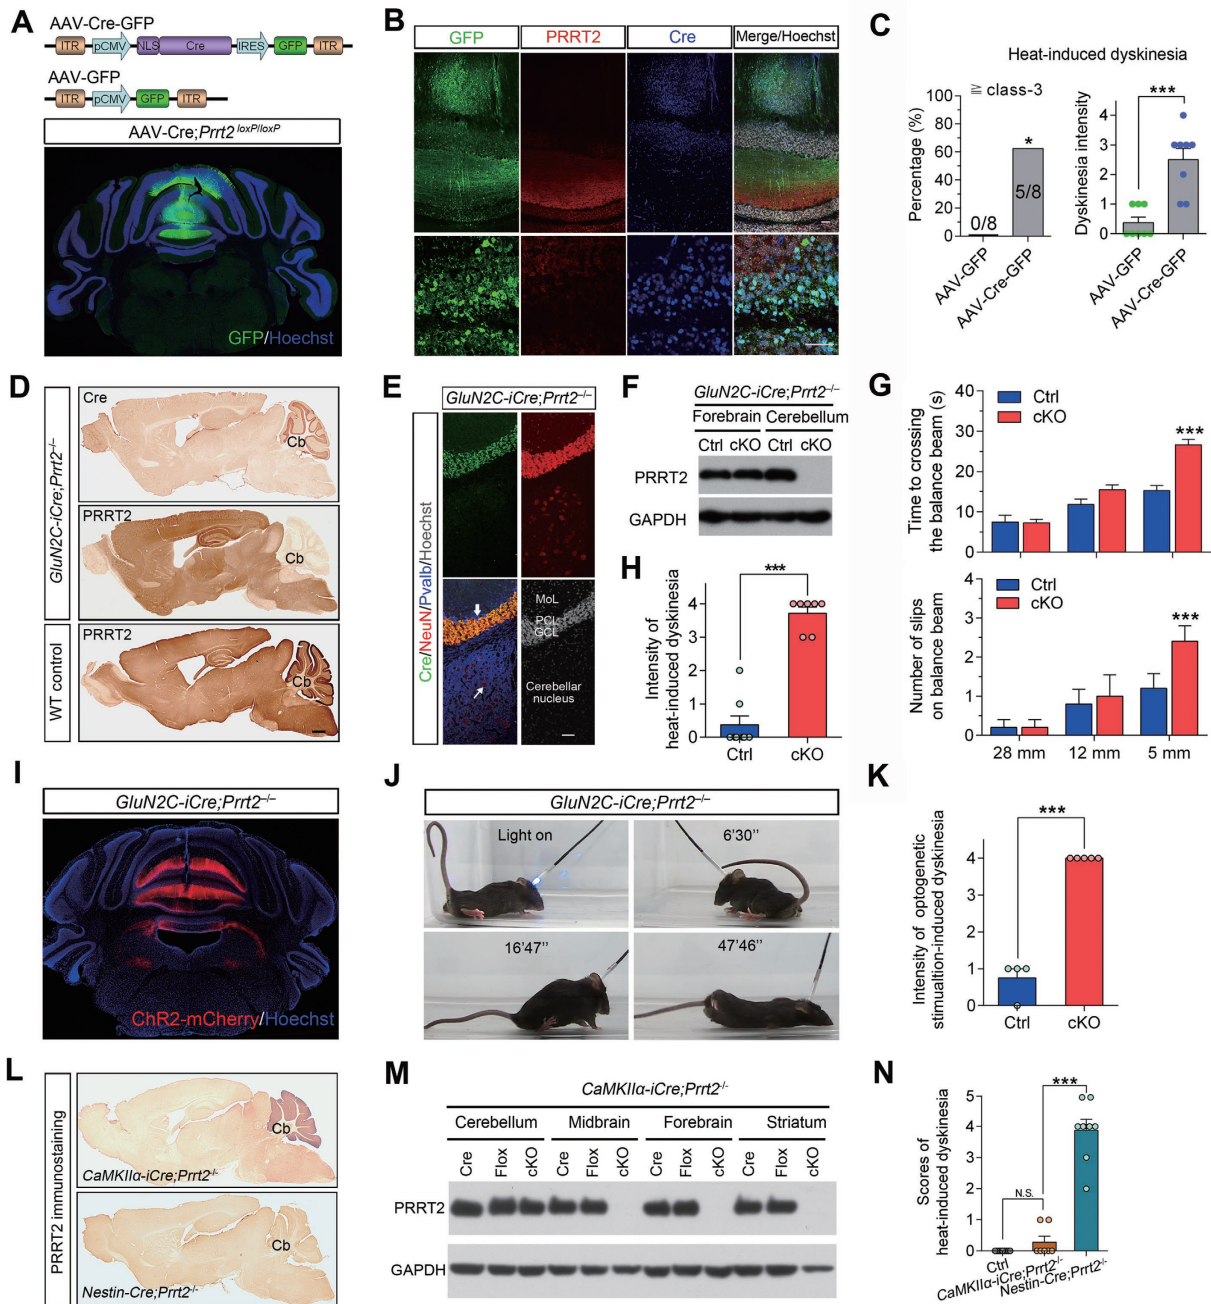 A
AAV-Cre-GFP
ITR pCMV NLS Cre IRES GFP ITR
AAV-GFP
ITR pCMV GFP ITR
AAV-Cre;Prrt2 loxP/loxP
GFP/Hoechst
B
GFP PRRT2 Cre Merge/Hoechst
C
Heat-induced dyskinesia
≧ class-3
Percentage (%)
100
80
60
40
20
0
0/8
5/8
*
AAV-GFP
AAV-Cre-GFP
Dyskinesia intensity
5
4
3
2
1
0
***
AAV-GFP
AAV-Cre-GFP
D
GluN2C-iCre;Prrt2–/–
WT control
Cre
Cb
PRRT2
Cb
PRRT2
Cb
E
GluN2C-iCre;Prrt2–/–
Cre/NeuN/Pvalb/Hoechst
MoL
PCL
GCL
Cerebellar
nucleus
F
GluN2C-iCre;Prrt2–/–
Forebrain Cerebellum
Ctrl cKO Ctrl cKO
PRRT2
GAPDH
G
Time to crossing
the balance beam (s)
40
30
20
10
0
Ctrl
cKO
***
Number of slips
on balance beam
4
3
2
1
0
Ctrl
cKO
***
28 mm 12 mm 5 mm
H
Intensity of
heat-induced dyskinesia
4
3
2
1
0
***
Ctrl cKO
I
GluN2C-iCre;Prrt2–/–
ChR2-mCherry/Hoechst
J
GluN2C-iCre;Prrt2–/–
Light on
6'30''
16'47''
47'46''
K
Intensity of optogenetic
stimualtion-induced dyskinesia
4
3
2
1
0
***
Ctrl cKO
L
PRRT2 immunostaining
Cb
CaMKIIα-iCre;Prrt2-/-
Cb
Nestin-Cre;Prrt2-/-
M
CaMKIIα-iCre;Prrt2-/-
Cerebellum Midbrain Forebrain Striatum
Cre Flox cKO Cre Flox cKO Cre Flox cKO Cre Flox cKO
PRRT2
GAPDH
N
Scores of
heat-induced dyskinesia
5
4
3
2
1
0
N.S.
***
Ctrl
CaMKIIα-iCre;Prrt2-/-
Nestin-Cre;Prrt2-/-